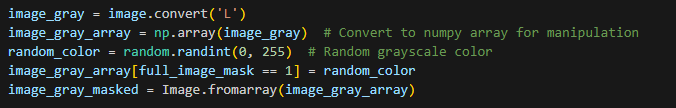 image_gray = image.convert('L')
image_gray_array = np.array(image_gray)  # Convert to numpy array for manipulation
random_color = random.randint(0, 255)  # Random grayscale color
image_gray_array[full_image_mask == 1] = random_color
image_gray_masked = Image.fromarray(image_gray_array)